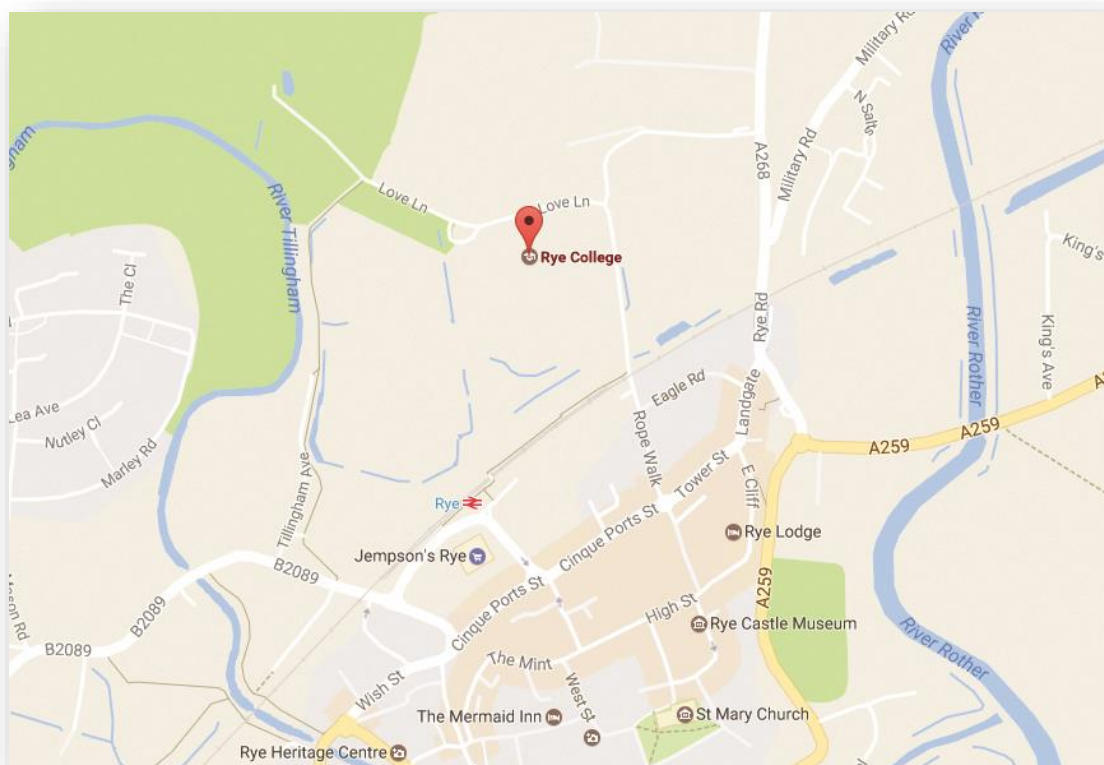 River R
Military Rd
N Salts
ngham
A268
Military Rd
River Tillingham
Love Ln
Love Ln
Rye College
The Cl
King's
Rye Rd
River Rother
King's Ave
Lea Ave
Nutley Cl
Marley Rd
Eagle Rd
Landgate
Rope Walk
A259
A259
Tower St
E Cliff
Tillingham Ave
Rye
Cinque Ports St
Rye Lodge
Jempson's Rye
B2089
A259
B2089
B2089
Cinque Ports St
High St
Rye Castle Museum
River Rother
The Mint
Wish St
West St
The Mermaid Inn
St Mary Church
Rye Heritage Centre